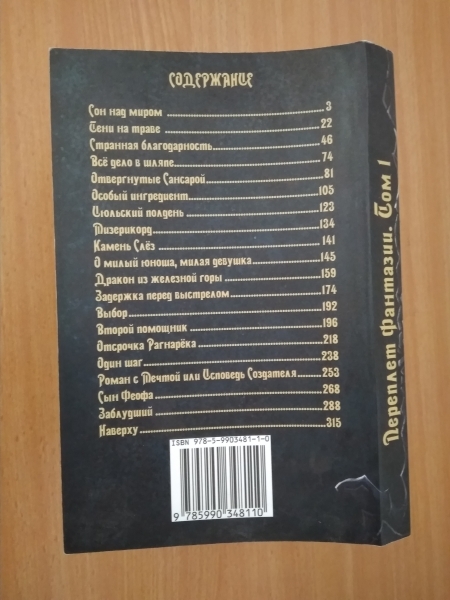 СОДЕРЖАНИЕ
Сон над миром 3
Тени на траве 22
Странная благодарность 46
Всё дело в шляпе 74
Отвергнутые Сансарой 81
Особый ингредиент 105
Июльский полдень 123
Мизерикорд 134
Камень Слёз 141
О милый юноша, милая девушка 145
Дракон из железной горы 159
Задержка перед выстрелом 174
Выбор 192
Второй помощник 196
Отсрочка Рагнарёка 218
Один шаг 238
Роман с Мечтой или Исповедь Создателя 253
Сын Феофа 268
Заблудший 288
Наверху 315
ISBN 978-5-9903481-1-0
9 785990 348110
Переплет Фантазии. Том 1